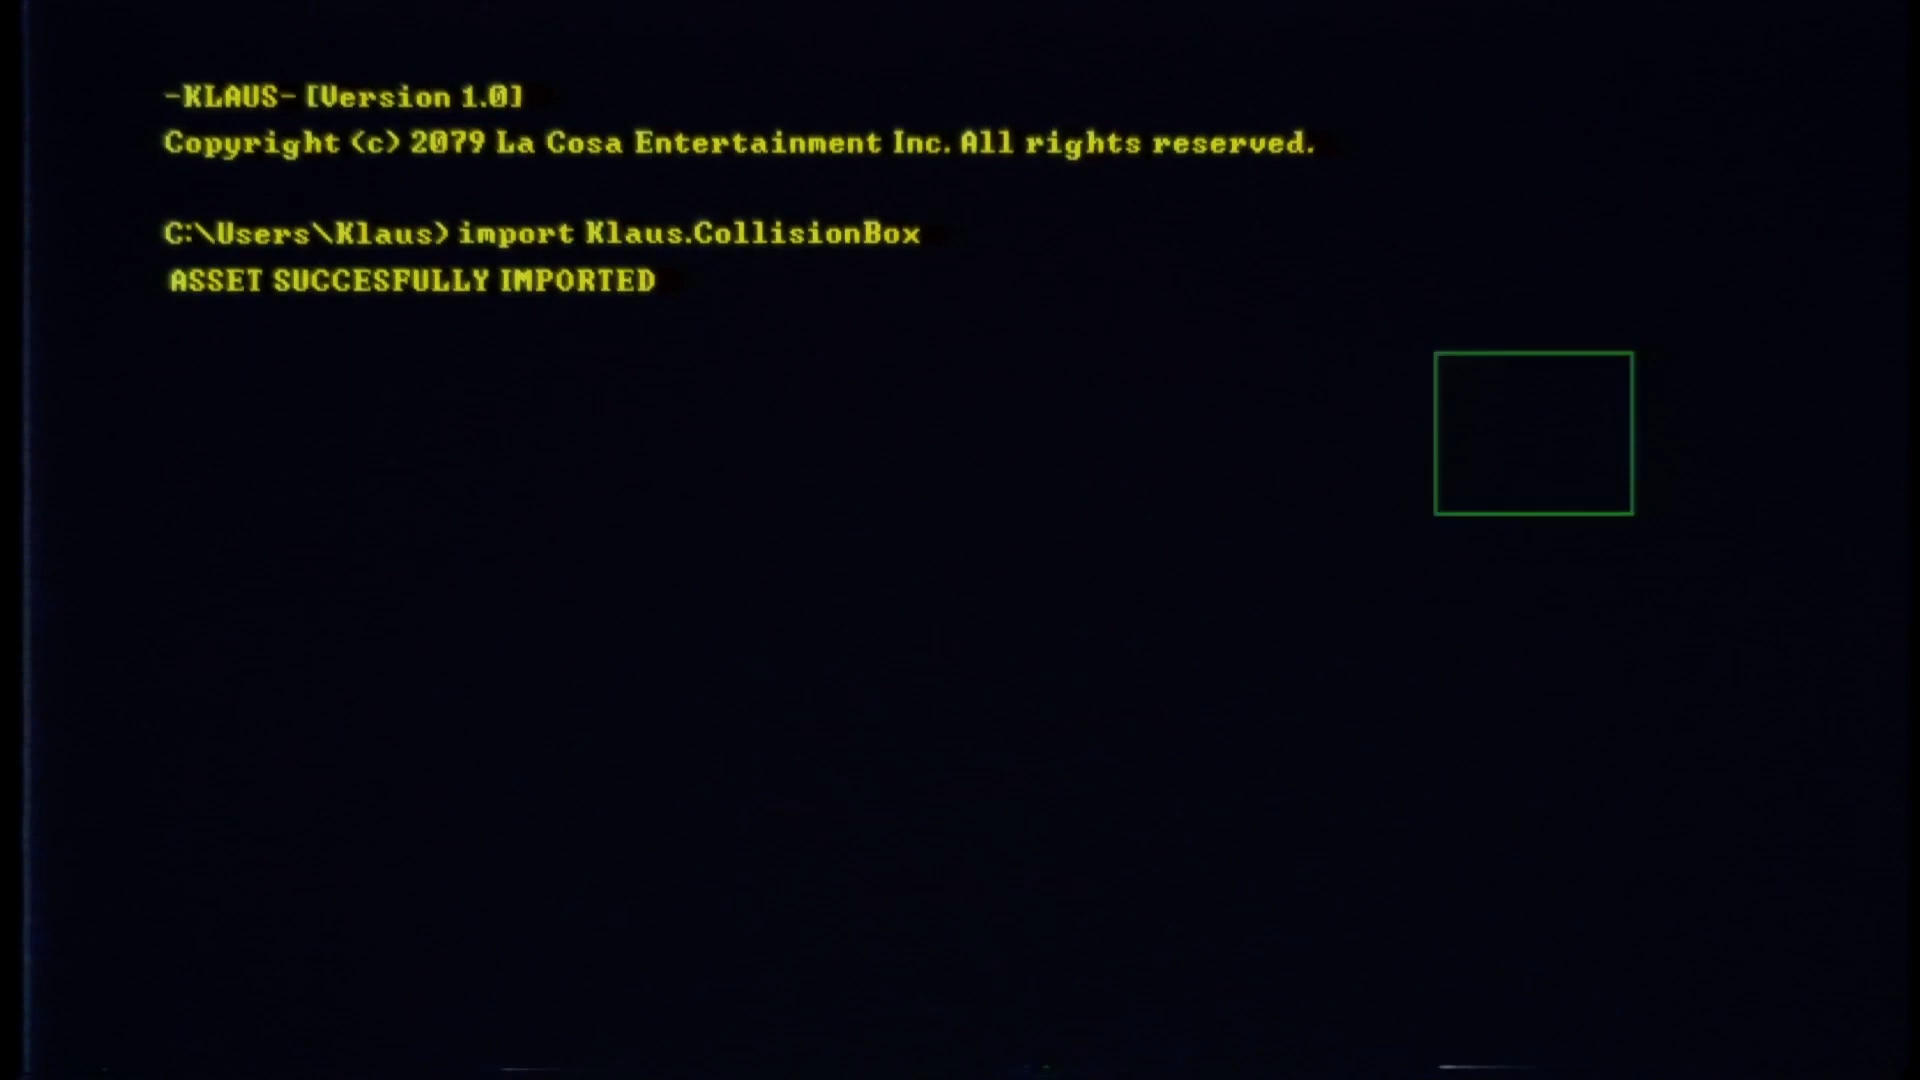 -KLAUS- [Version 1.0]
Copyright (c) 2079 La Cosa Entertainment Inc. All rights reserved.
C:\Users\Klaus> import Klaus.CollisionBox
ASSET SUCCESFULLY IMPORTED